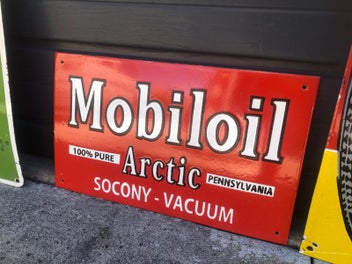 Mobiloil
100% PURE Arctic PENNSYLVANIA
SOCONY - VACUUM